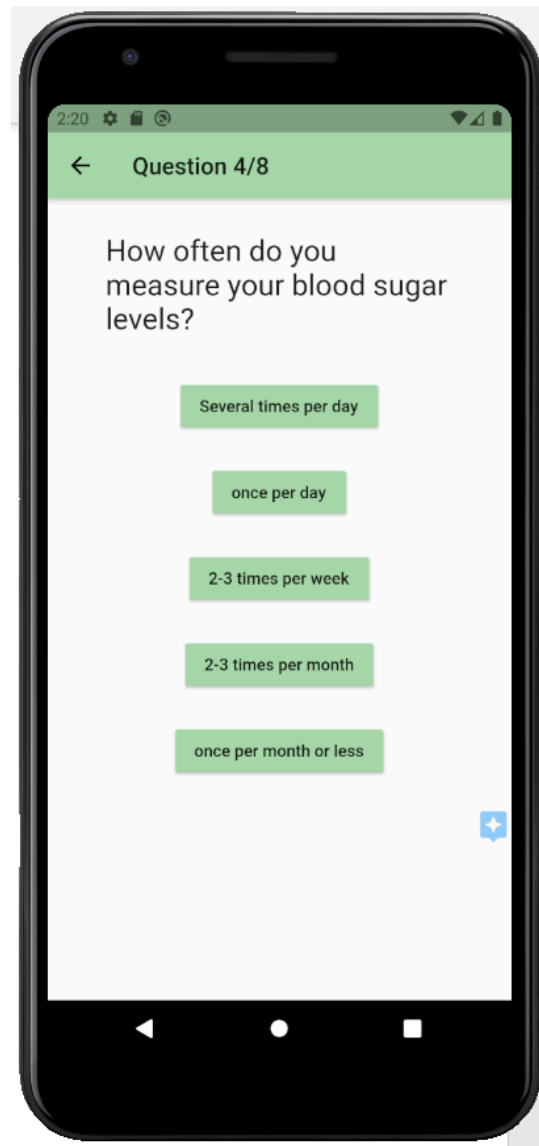 2:20
Question 4/8
How often do you
measure your blood sugar
levels?
Several times per day
once per day
2-3 times per week
2-3 times per month
once per month or less